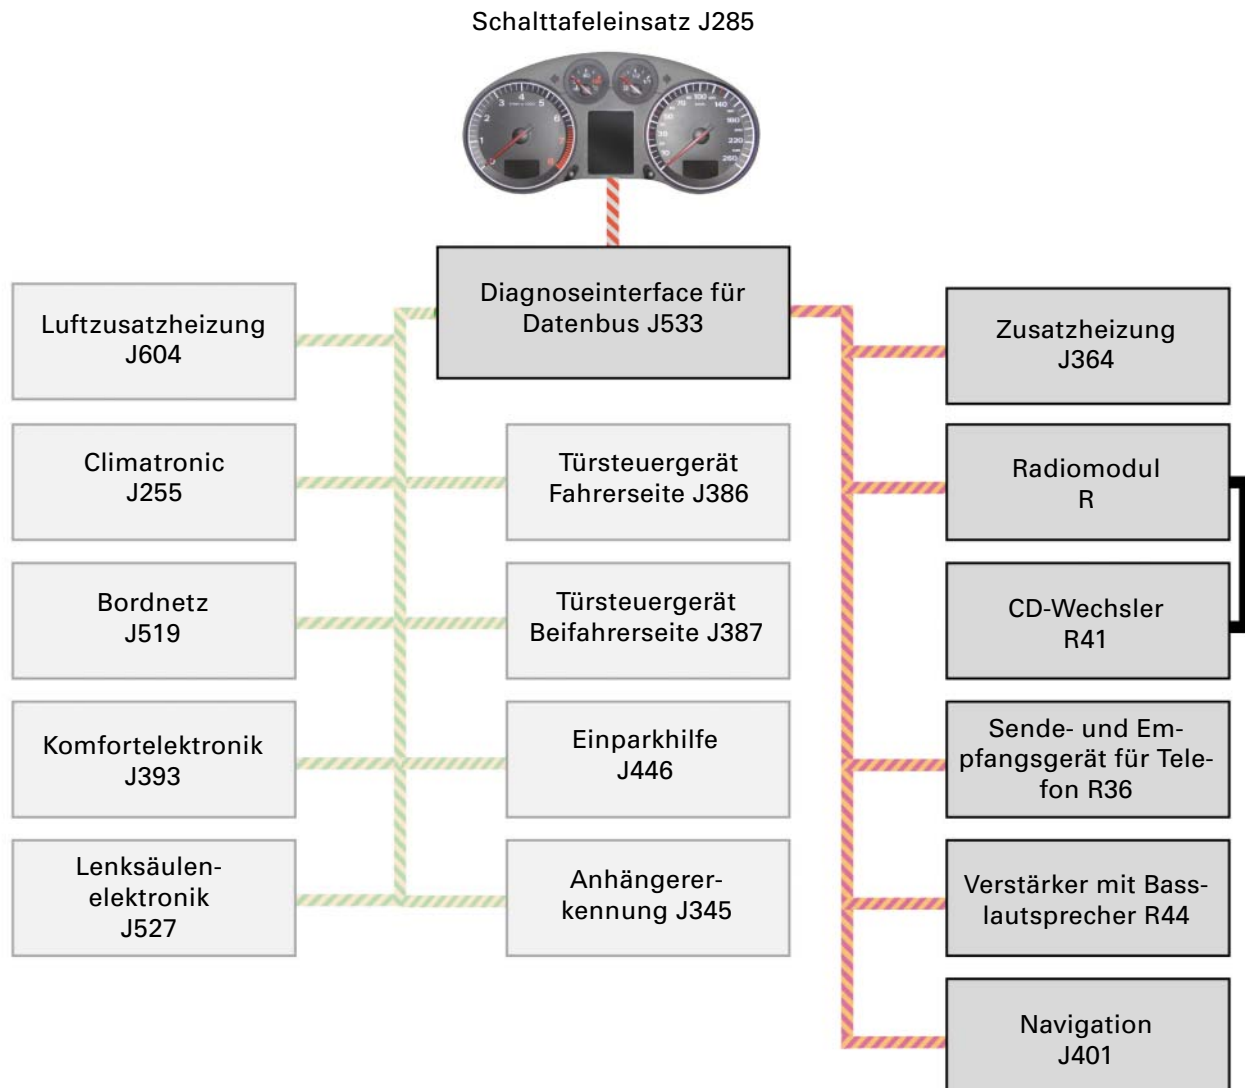 Schalttafeleinsatz J285
Diagnoseinterface für
Datenbus J533
Luftzusatzheizung
J604
Climatronic
J255
Bordnetz
J519
Komfortelektronik
J393
Lenksäulen-
elektronik
J527
Türsteuergerät
Fahrerseite J386
Türsteuergerät
Beifahrerseite J387
Einparkhilfe
J446
Anhängerer-
kennung J345
Zusatzheizung
J364
Radiomodul
R
CD-Wechsler
R41
Sende- und Em-
pfangsgerät für Tele-
fon R36
Verstärker mit Bass-
lautsprecher R44
Navigation
J401